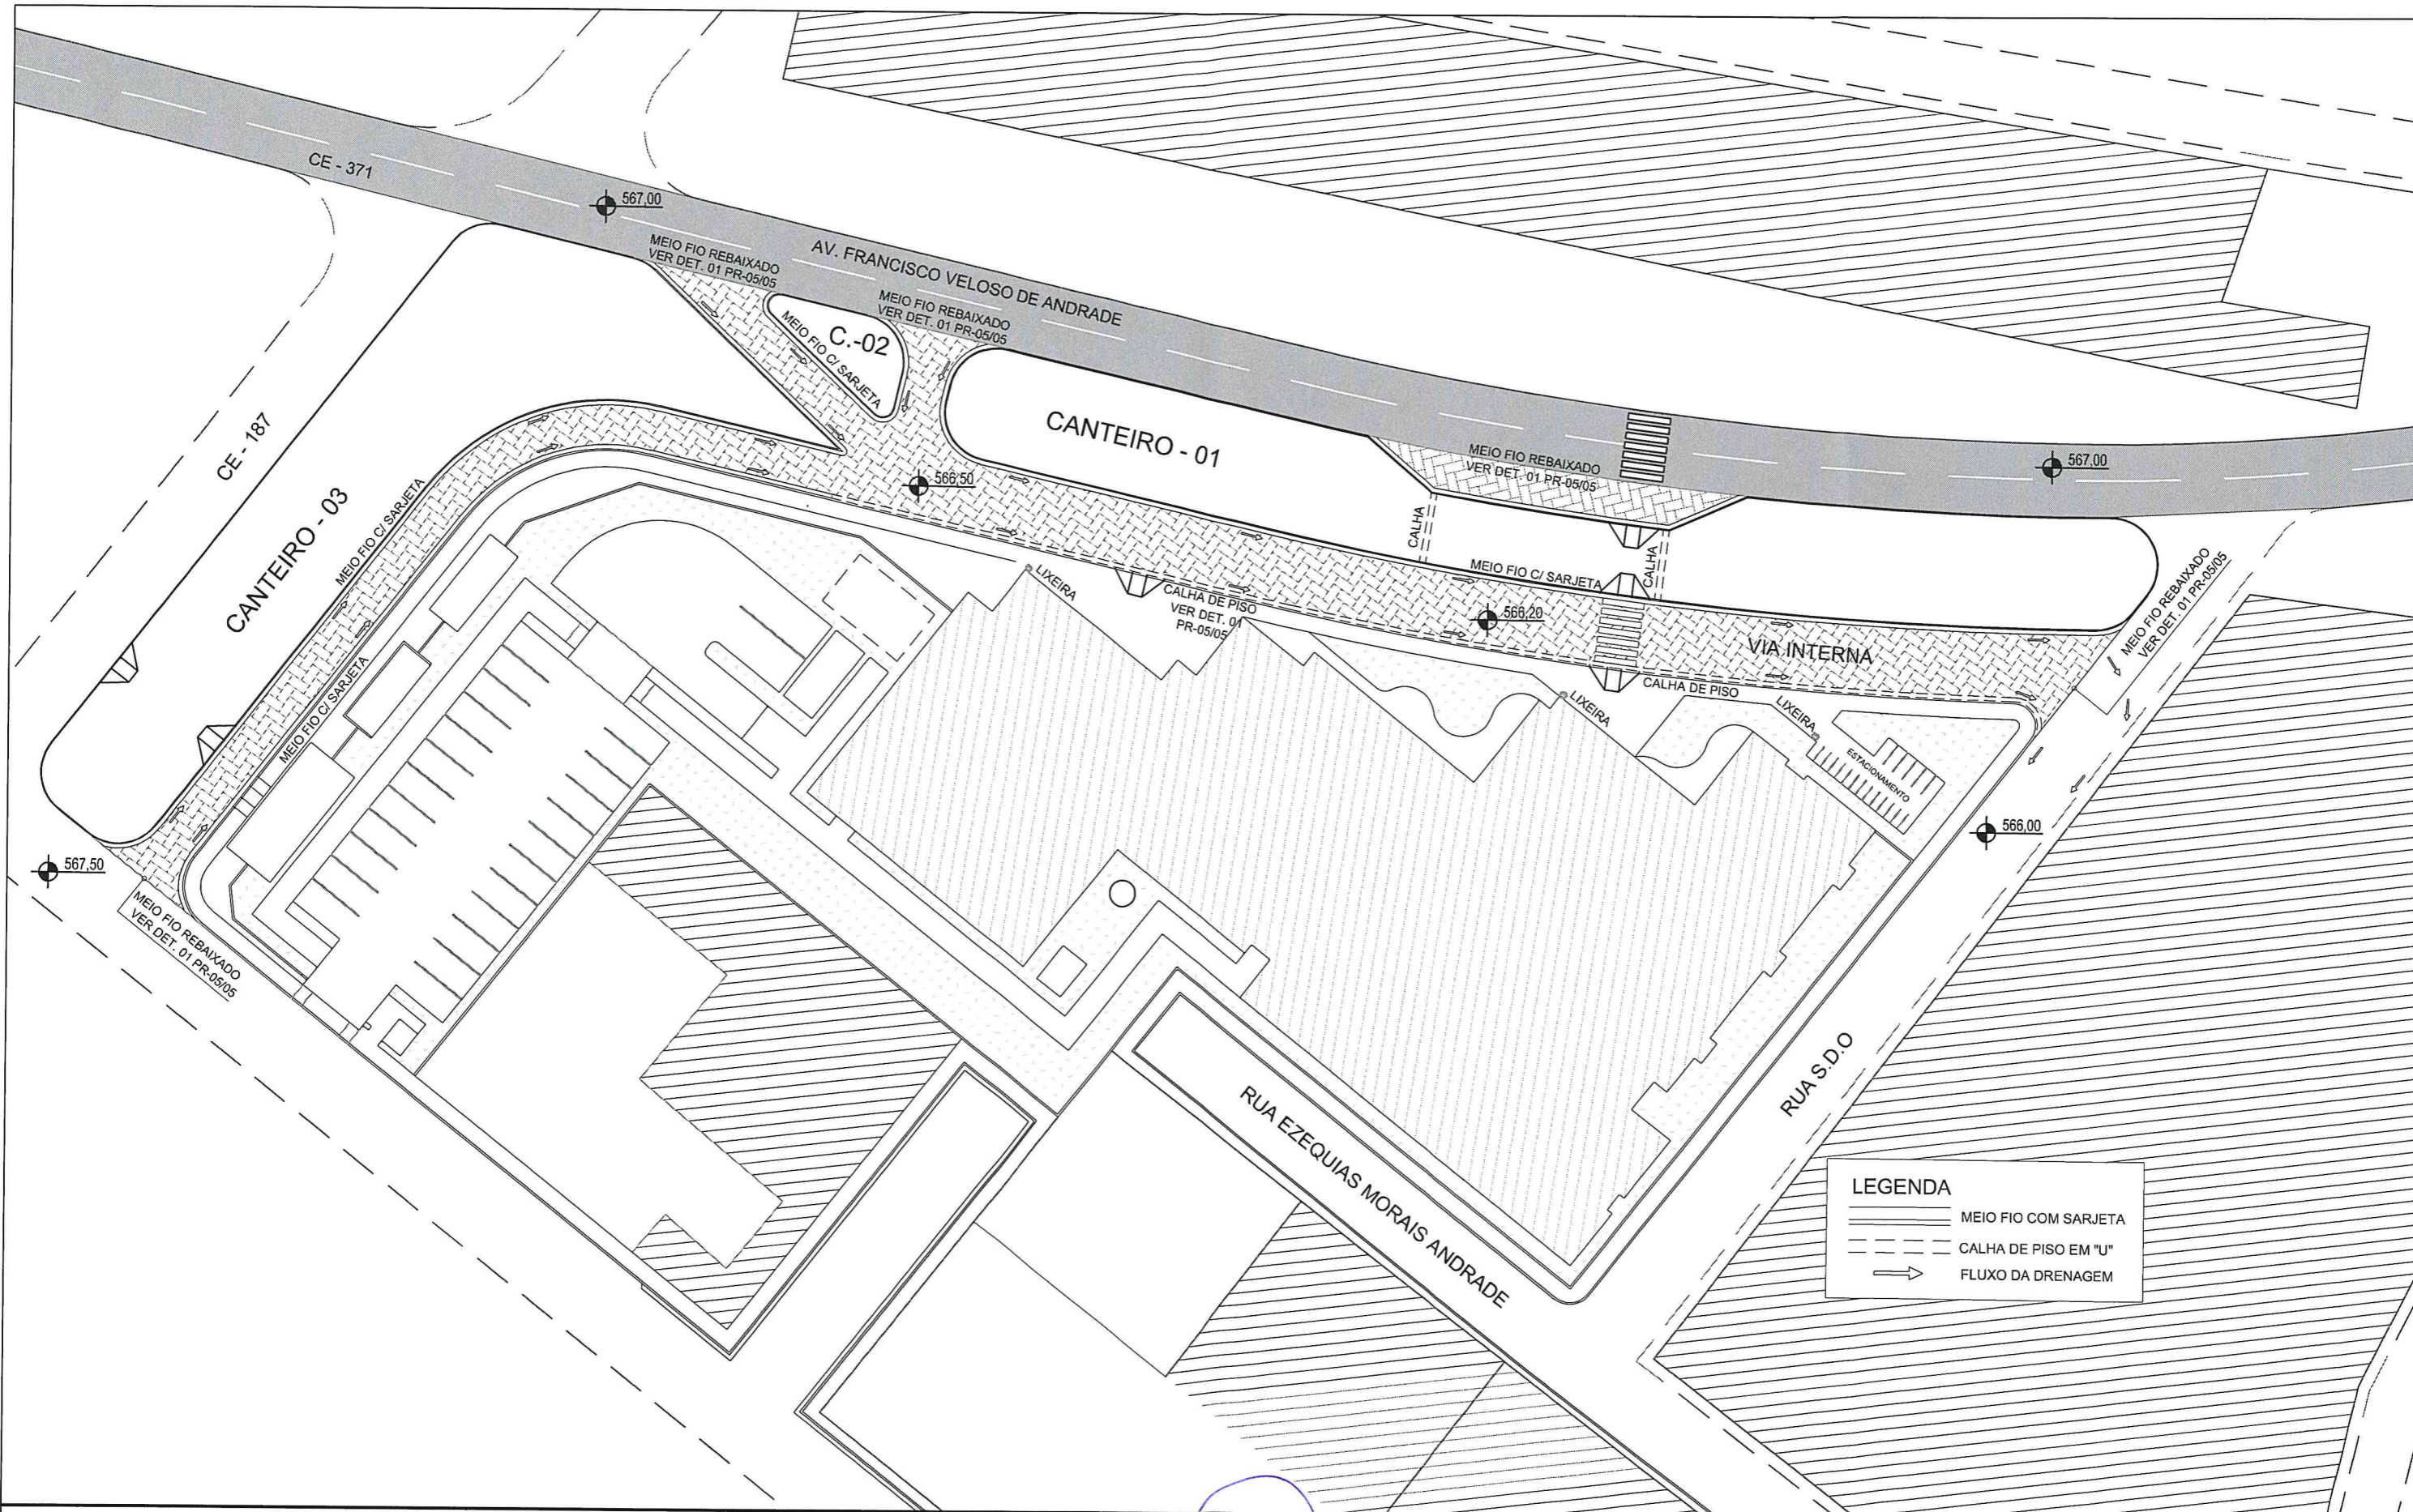 CE - 371
567,00
MEIO FIO REBAIXADO
VER DET. 01 PR-05/05
AV. FRANCISCO VELOSO DE ANDRADE
MEIO FIO REBAIXADO
VER DET. 01 PR-05/05
C.-02
MEIO FIO C/ SARJETA
CANTEIRO - 01
MEIO FIO REBAIXADO
VER DET. 01 PR-05/05
567,00
CE - 187
CANTEIRO - 03
MEIO FIO C/ SARJETA
566,50
CALHA
CALHA
MEIO FIO C/ SARJETA
MEIO FIO REBAIXADO
VER DET. 01 PR-05/05
LIXEIRA
CALHA DE PISO
VER DET. 01
PR-05/05
566,20
VIA INTERNA
MEIO FIO C/ SARJETA
CALHA DE PISO
LIXEIRA
LIXEIRA
ESTACIONAMENTO
566,00
567,50
MEIO FIO REBAIXADO
VER DET. 01 PR-05/05
RUA S.D.O
RUA EZEQUIAS MORAIS ANDRADE
LEGENDA
MEIO FIO COM SARJETA
CALHA DE PISO EM "U"
FLUXO DA DRENAGEM